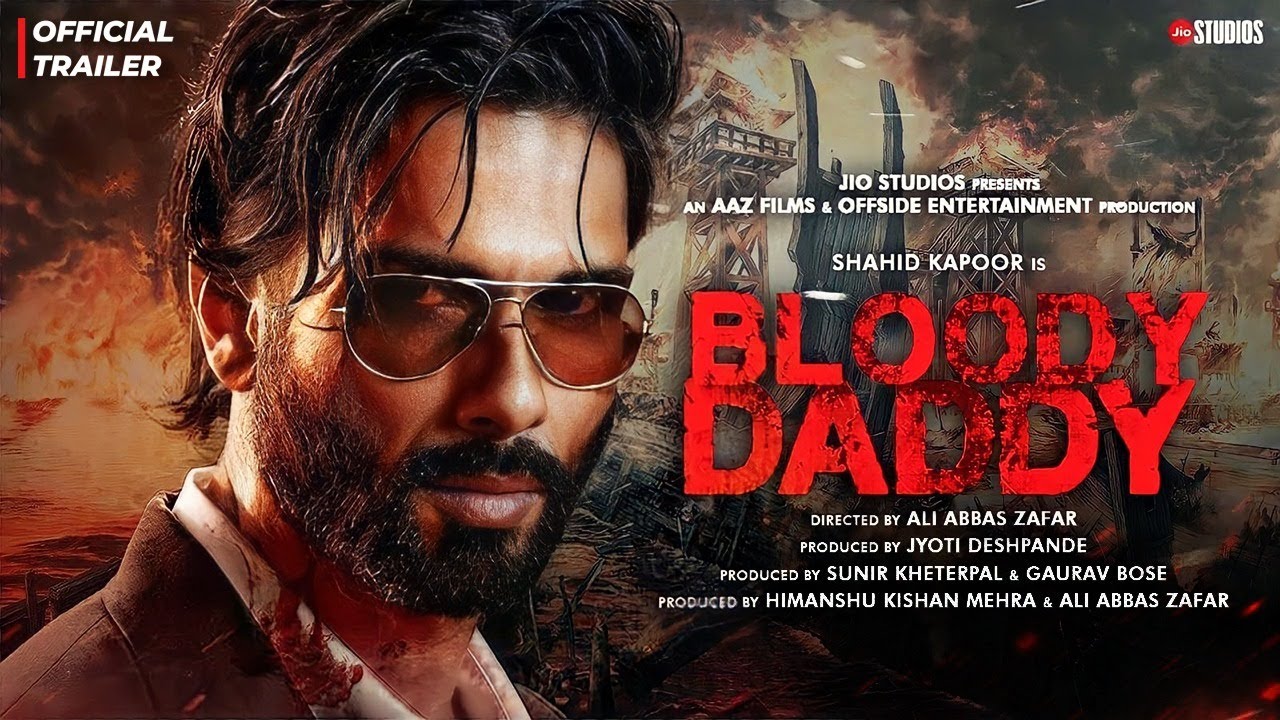 OFFICIAL
TRAILER
Jio STUDIOS
JIO STUDIOS PRESENTS
AN AAZ FILMS & OFFSIDE ENTERTAINMENT PRODUCTION
SHAHID KAPOOR IS
BLOODY
DADDY
DIRECTED BY ALI ABBAS ZAFAR
PRODUCED BY JYOTI DESHPANDE
PRODUCED BY SUNIR KHETERPAL & GAURAV BOSE
PRODUCED BY HIMANSHU KISHAN MEHRA & ALI ABBAS ZAFAR